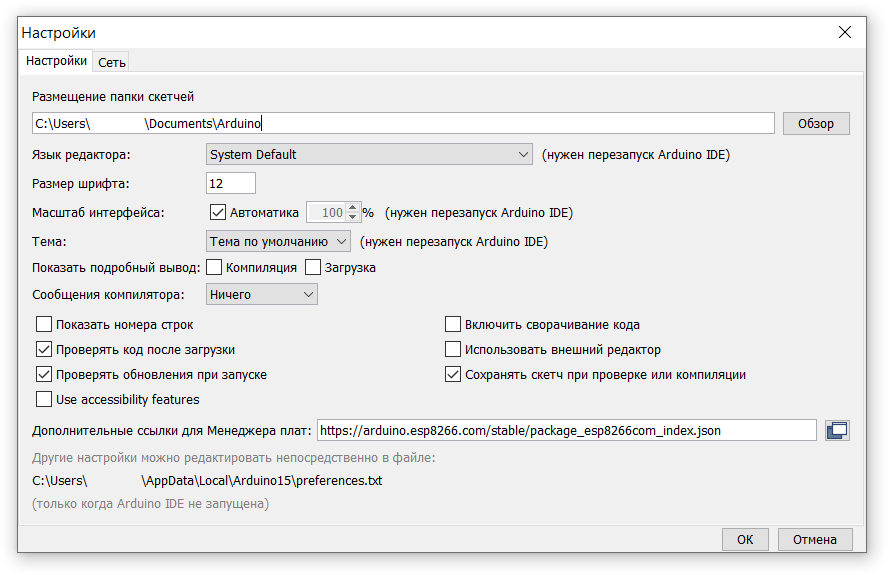 Настройки
Настройки Сеть
Размещение папки скетчей
C:\Users\ \Documents\Arduino Обзор
Язык редактора: System Default (нужен перезапуск Arduino IDE)
Размер шрифта: 12
Масштаб интерфейса: Автоматика 100 % (нужен перезапуск Arduino IDE)
Тема: Тема по умолчанию (нужен перезапуск Arduino IDE)
Показать подробный вывод: Компиляция Загрузка
Сообщения компилятора: Ничего
Показать номера строк Включить сворачивание кода
Проверять код после загрузки Использовать внешний редактор
Проверять обновления при запуске Сохранять скетч при проверке или компиляции
Use accessibility features
Дополнительные ссылки для Менеджера плат: https://arduino.esp8266.com/stable/package_esp8266com_index.json
Другие настройки можно редактировать непосредственно в файле:
C:\Users\ \AppData\Local\Arduino15\preferences.txt
(только когда Arduino IDE не запущена)
OK Отмена